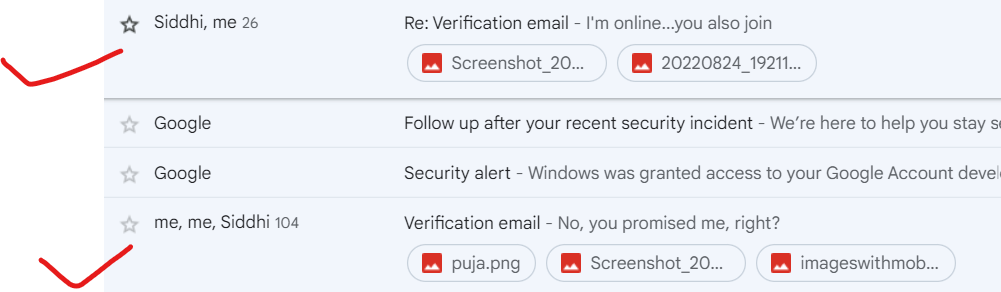 Siddhi, me 26 Re: Verification email - I'm online...you also join
Screenshot_20... 20220824_19211...
Google Follow up after your recent security incident - We're here to help you stay s
Google Security alert - Windows was granted access to your Google Account devel
me, me, Siddhi 104 Verification email - No, you promised me, right?
puja.png Screenshot_20... imageswithmob...